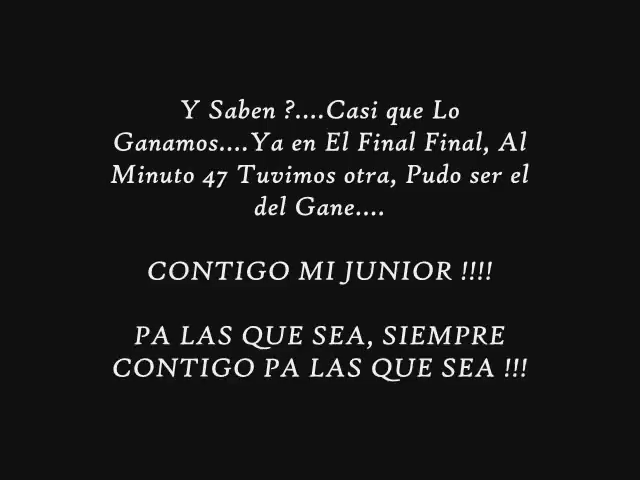 Y Saben ?....Casi que Lo
Ganamos....Ya en El Final Final, Al
Minuto 47 Tuvimos otra, Pudo ser el
del Gane....
CONTIGO MI JUNIOR !!!!
PA LAS QUE SEA, SIEMPRE
CONTIGO PA LAS QUE SEA !!!